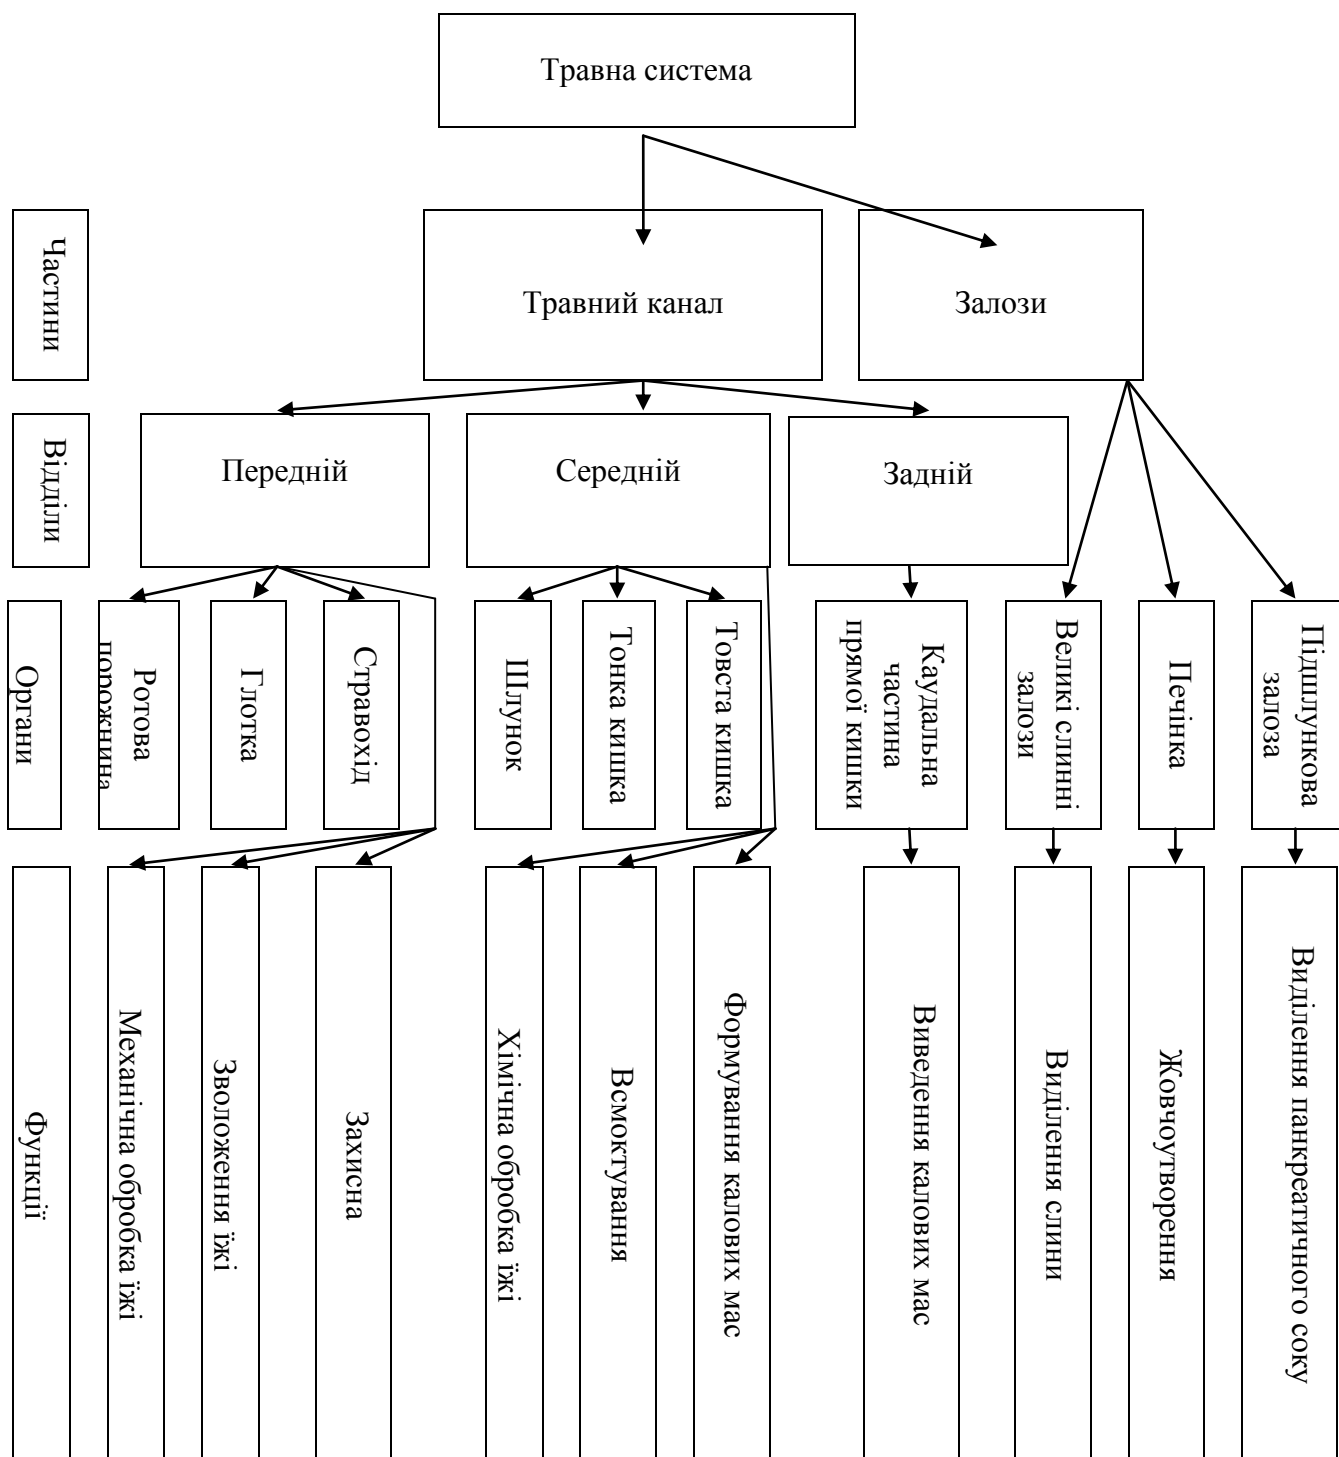 Травна система
Частини
Травний канал
Залози
Відділи
Передній
Середній
Задній
Органи
Ротова
порожнина
Глотка
Стравохід
Шлунок
Тонка кишка
Товста кишка
Каудальна
частина
прямої кишки
Великі слинні
залози
Печінка
Підшлункова
залоза
Функції
Механічна обробка їжі
Зволоження їжі
Захисна
Хімічна обробка їжі
Всмоктування
Формування калових мас
Виведення калових мас
Виділення слини
Жовчоутворення
Виділення панкреатичного соку